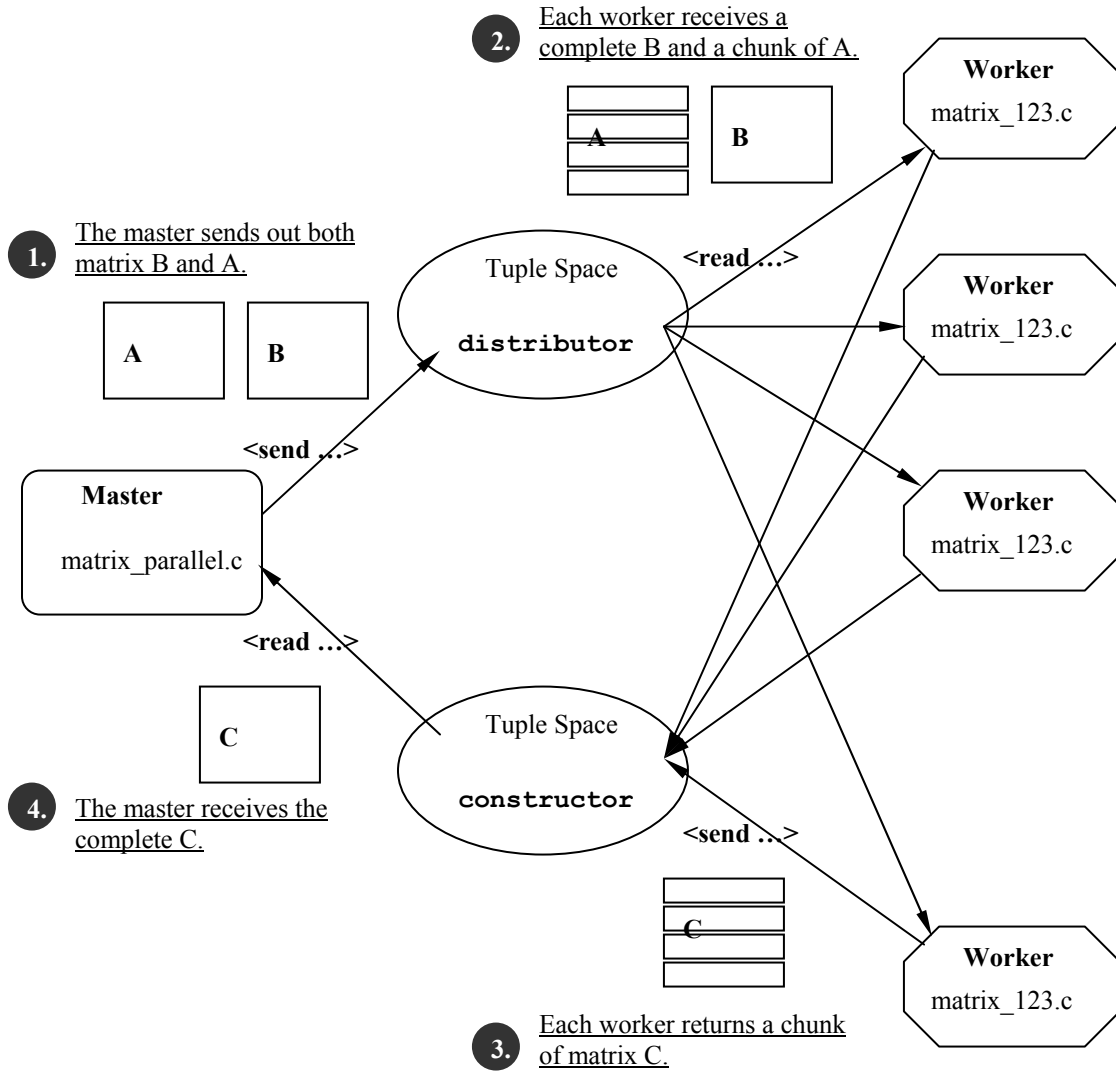 2.
Each worker receives a
complete B and a chunk of A.
Worker
matrix_123.c
A
B
1.
The master sends out both
matrix B and A.
Tuple Space
distributor
<read …>
Worker
matrix_123.c
A
B
<send …>
Master
matrix_parallel.c
Worker
matrix_123.c
<read …>
C
Tuple Space
constructor
4.
The master receives the
complete C.
<send …>
C
Worker
matrix_123.c
3.
Each worker returns a chunk
of matrix C.